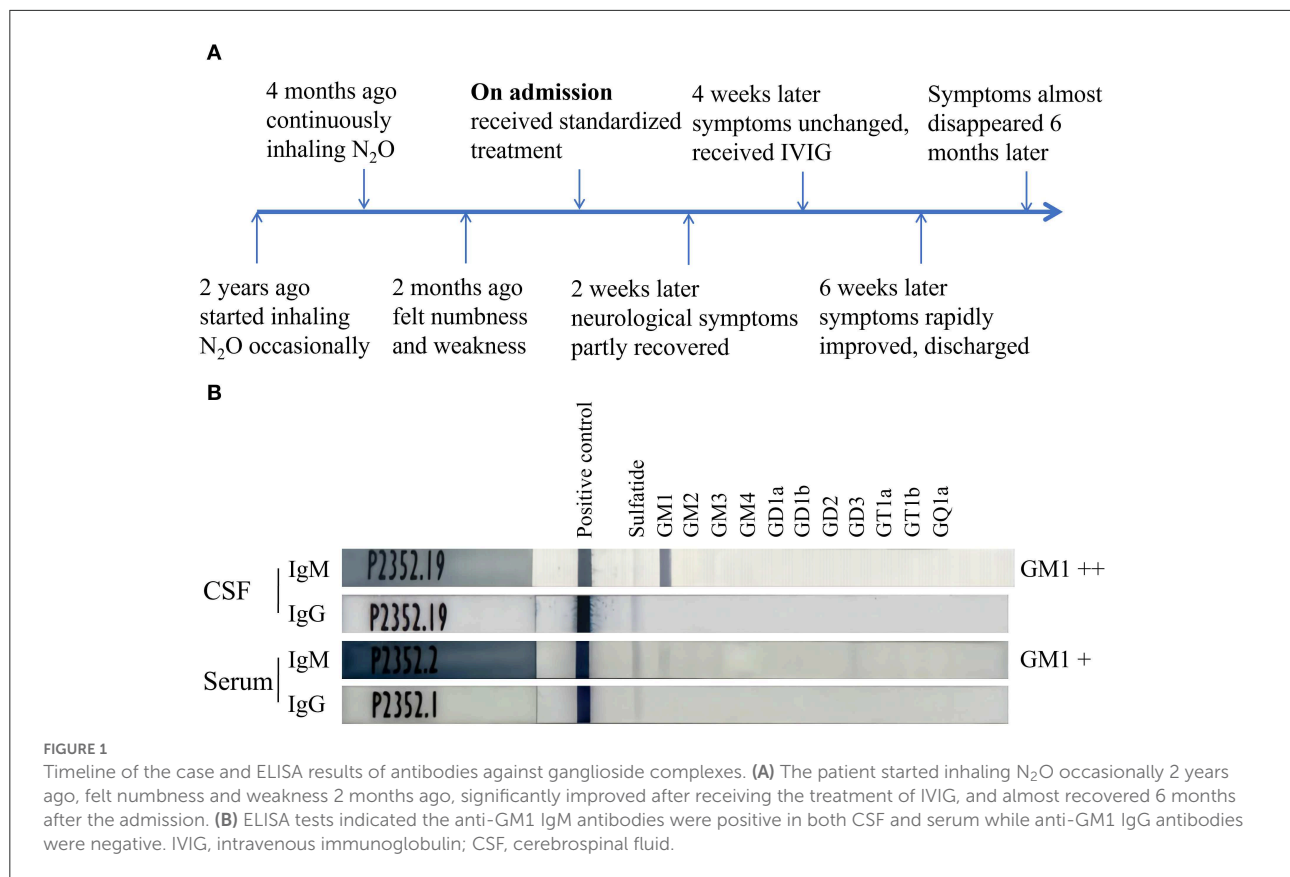 A
4 months ago
continuously
inhaling N₂O
On admission
received standardized
treatment
4 weeks later
symptoms unchanged,
received IVIG
Symptoms almost
disappeared 6
months later
2 years ago
started inhaling
N₂O occasionally
2 months ago
felt numbness
and weakness
2 weeks later
neurological symptoms
partly recovered
6 weeks later
symptoms rapidly
improved, discharged
B
Positive control
Sulfatide
GM1
GM2
GM3
GM4
GD1a
GD1b
GD2
GD3
GT1a
GT1b
GQ1a
CSF
IgM
P2352.19
GM1 ++
IgG
P2352.19
Serum
IgM
P2352.2
GM1 +
IgG
P2352.1
FIGURE 1
Timeline of the case and ELISA results of antibodies against ganglioside complexes. (A) The patient started inhaling N₂O occasionally 2 years
ago, felt numbness and weakness 2 months ago, significantly improved after receiving the treatment of IVIG, and almost recovered 6 months
after the admission. (B) ELISA tests indicated the anti-GM1 IgM antibodies were positive in both CSF and serum while anti-GM1 IgG antibodies
were negative. IVIG, intravenous immunoglobulin; CSF, cerebrospinal fluid.